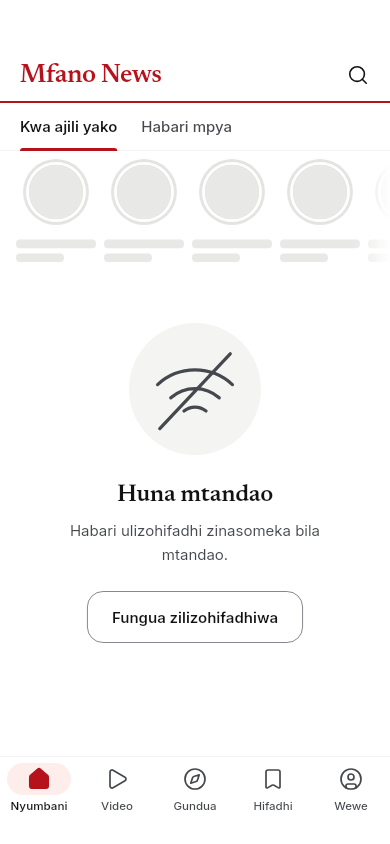 Mfano News
Kwa ajili yako
Habari mpya
Huna mtandao
Habari ulizohifadhi zinasomeka bila
mtandao.
Fungua zilizohifadhiwa
Nyumbani
Video
Gundua
Hifadhi
Wewe